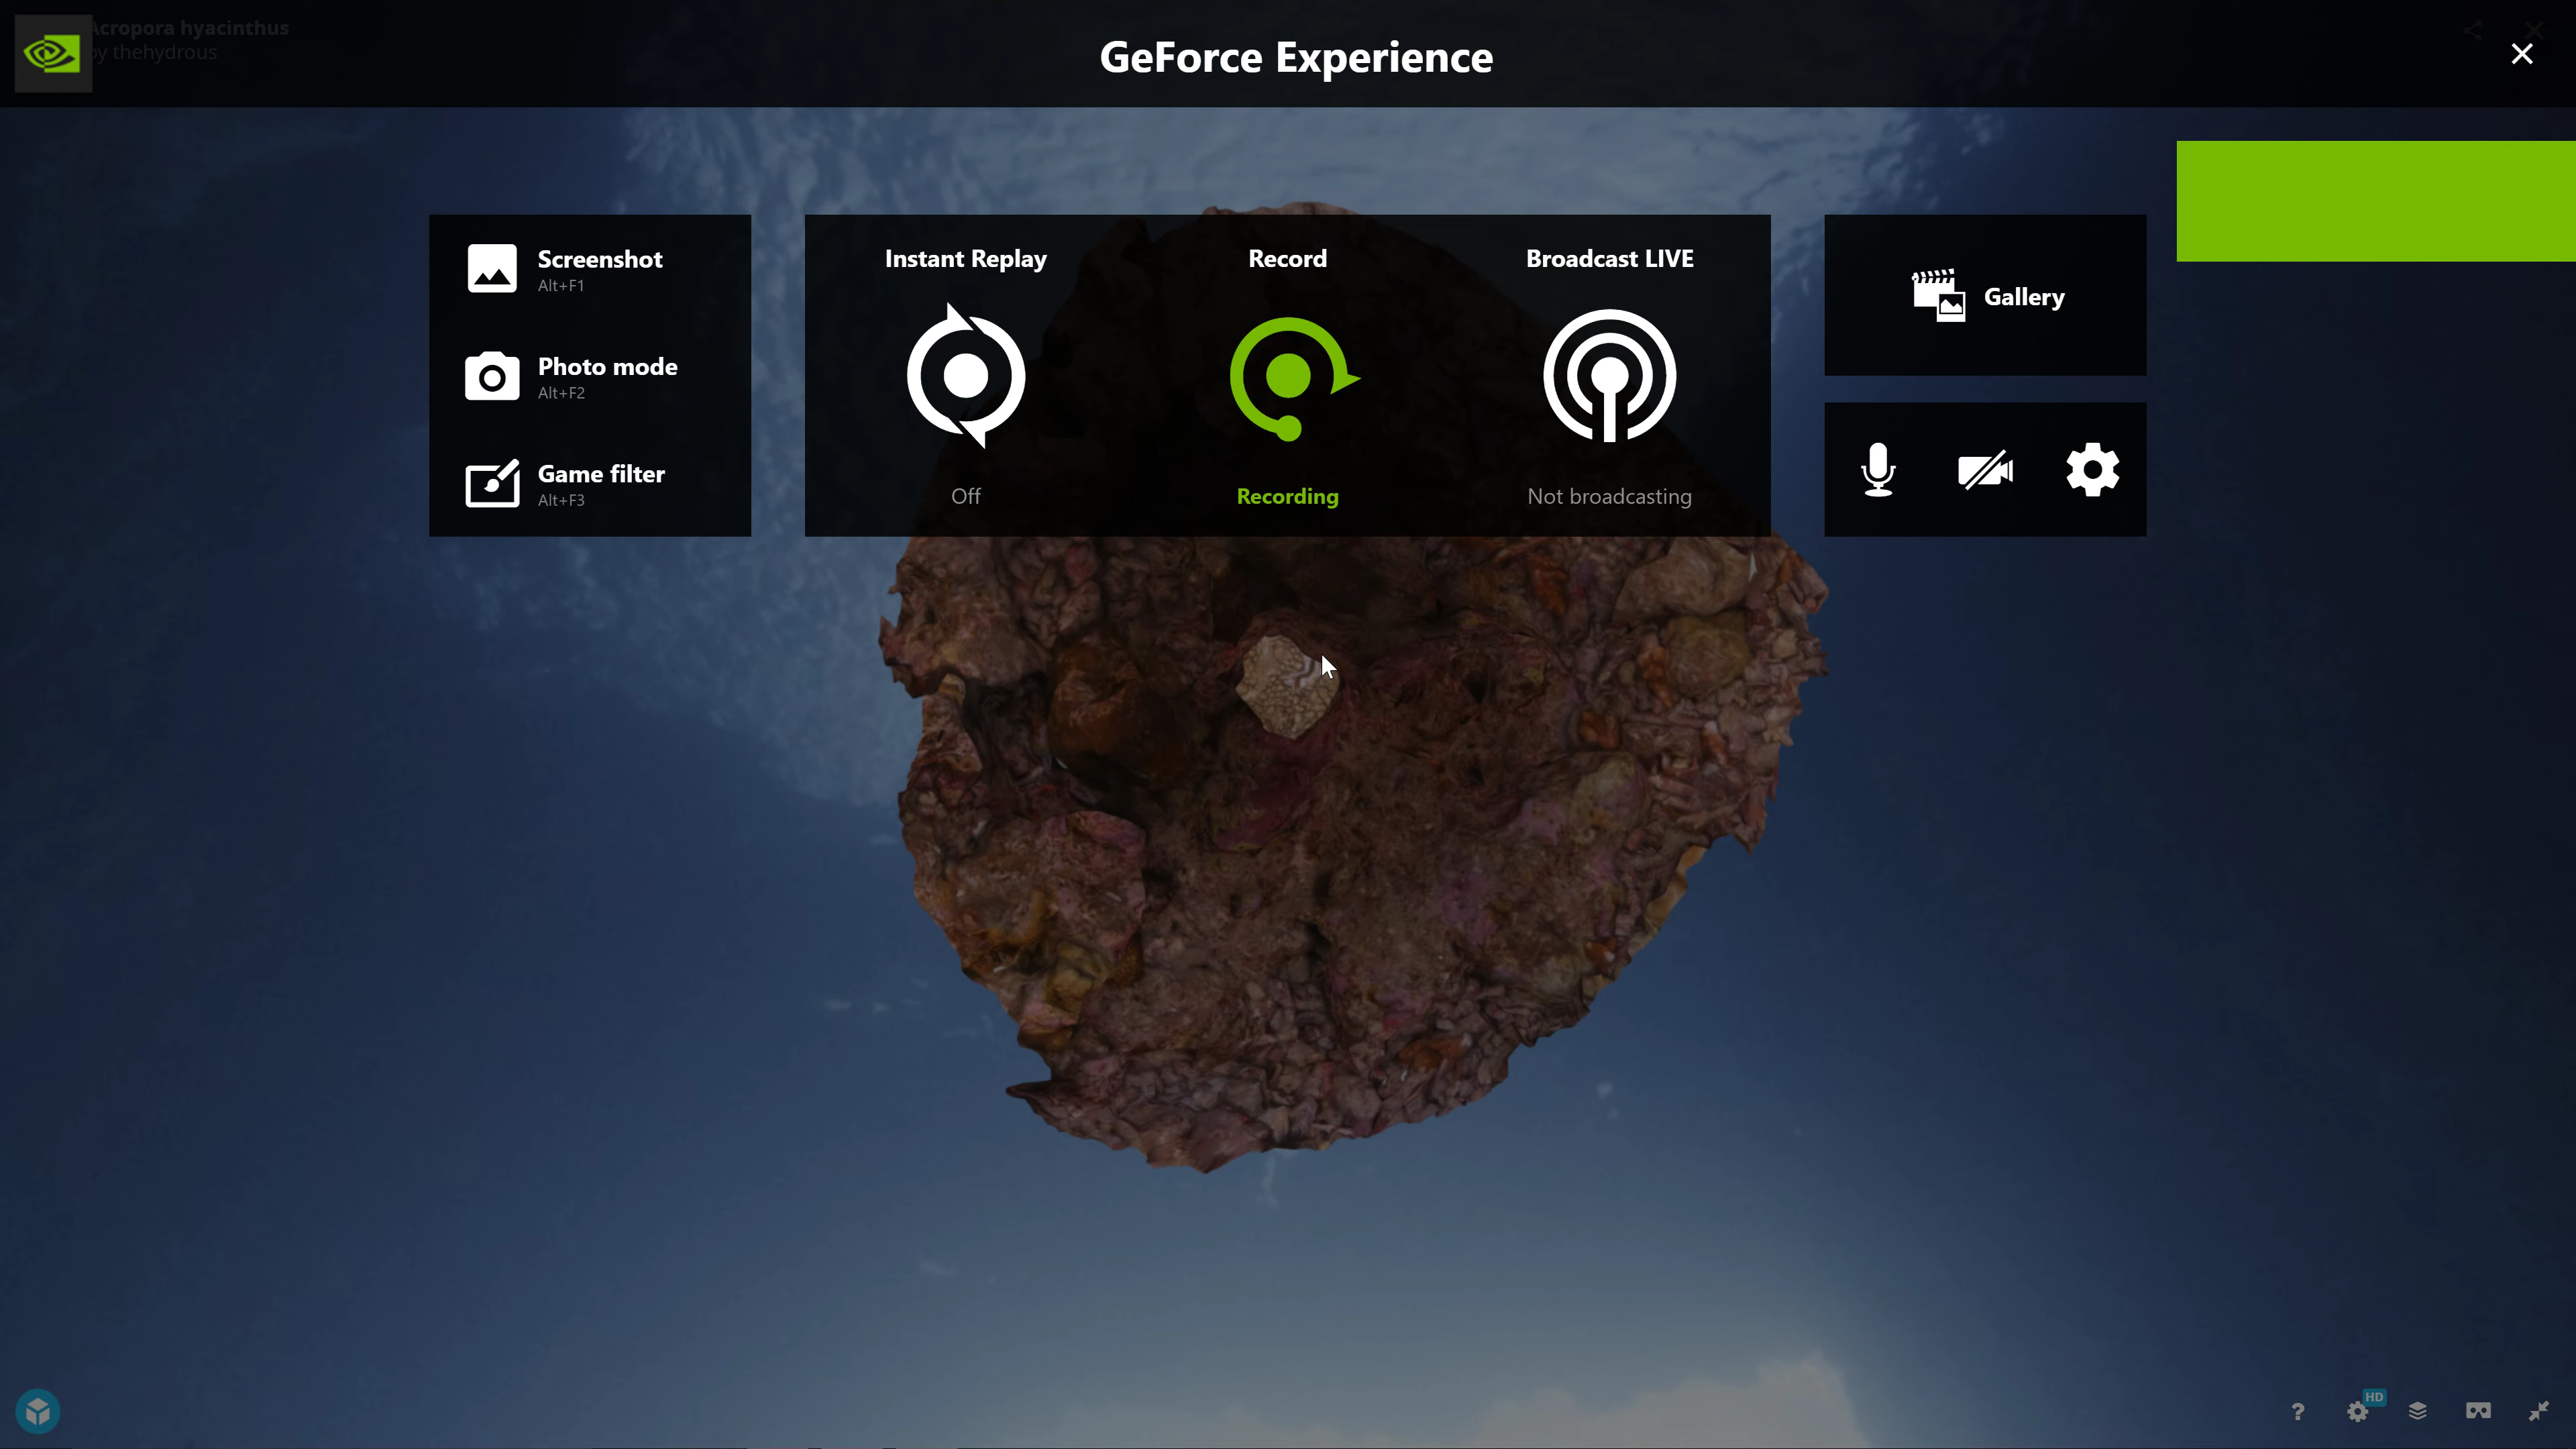 Acropora hyacinthus
by thehydrous
GeForce Experience
Screenshot
Alt+F1
Photo mode
Alt+F2
Game filter
Alt+F3
Instant Replay
Off
Record
Recording
Broadcast LIVE
Not broadcasting
Gallery
?
HD